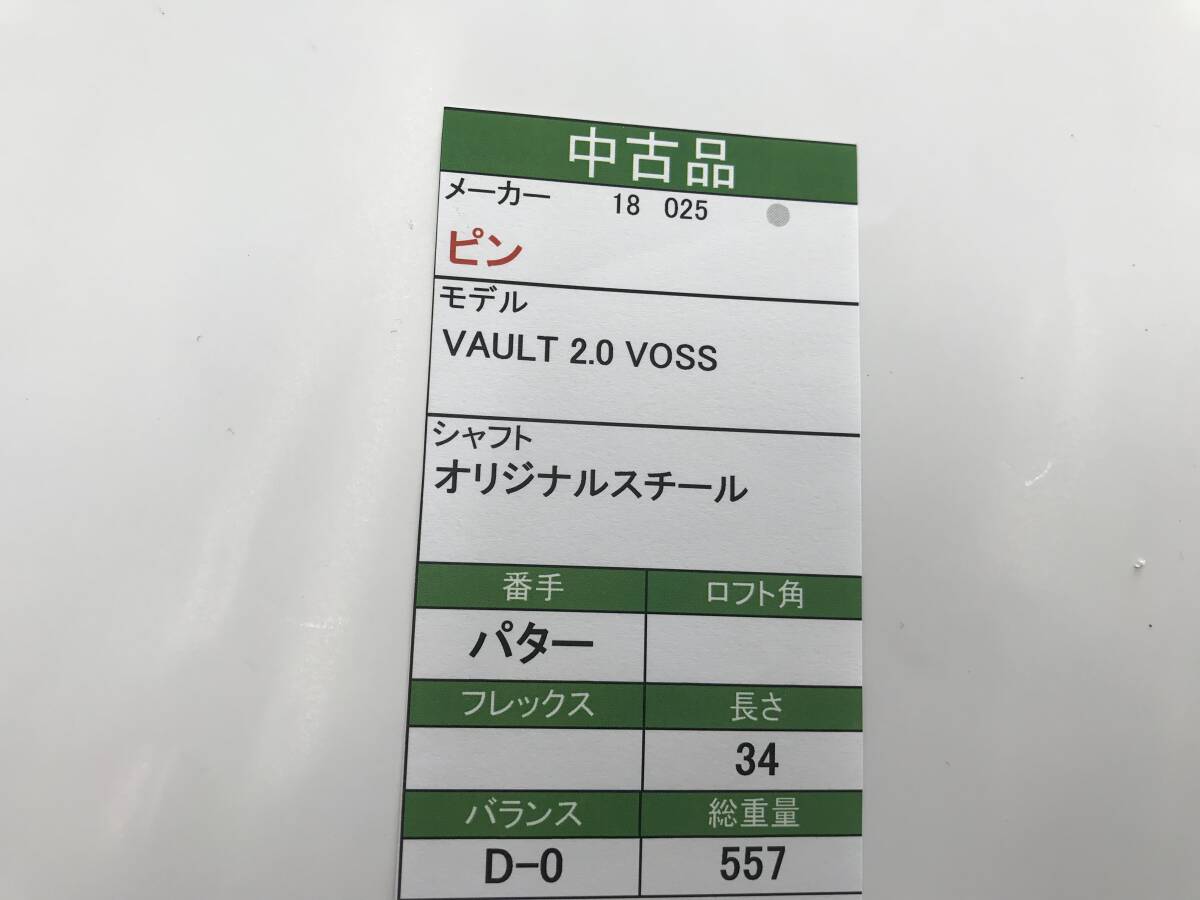 中古品
メーカー 18 025
ピン
モデル
VAULT 2.0 VOSS
シャフト
オリジナルスチール
番手 ロフト角
パター
フレックス 長さ
34
バランス 総重量
D-0 557